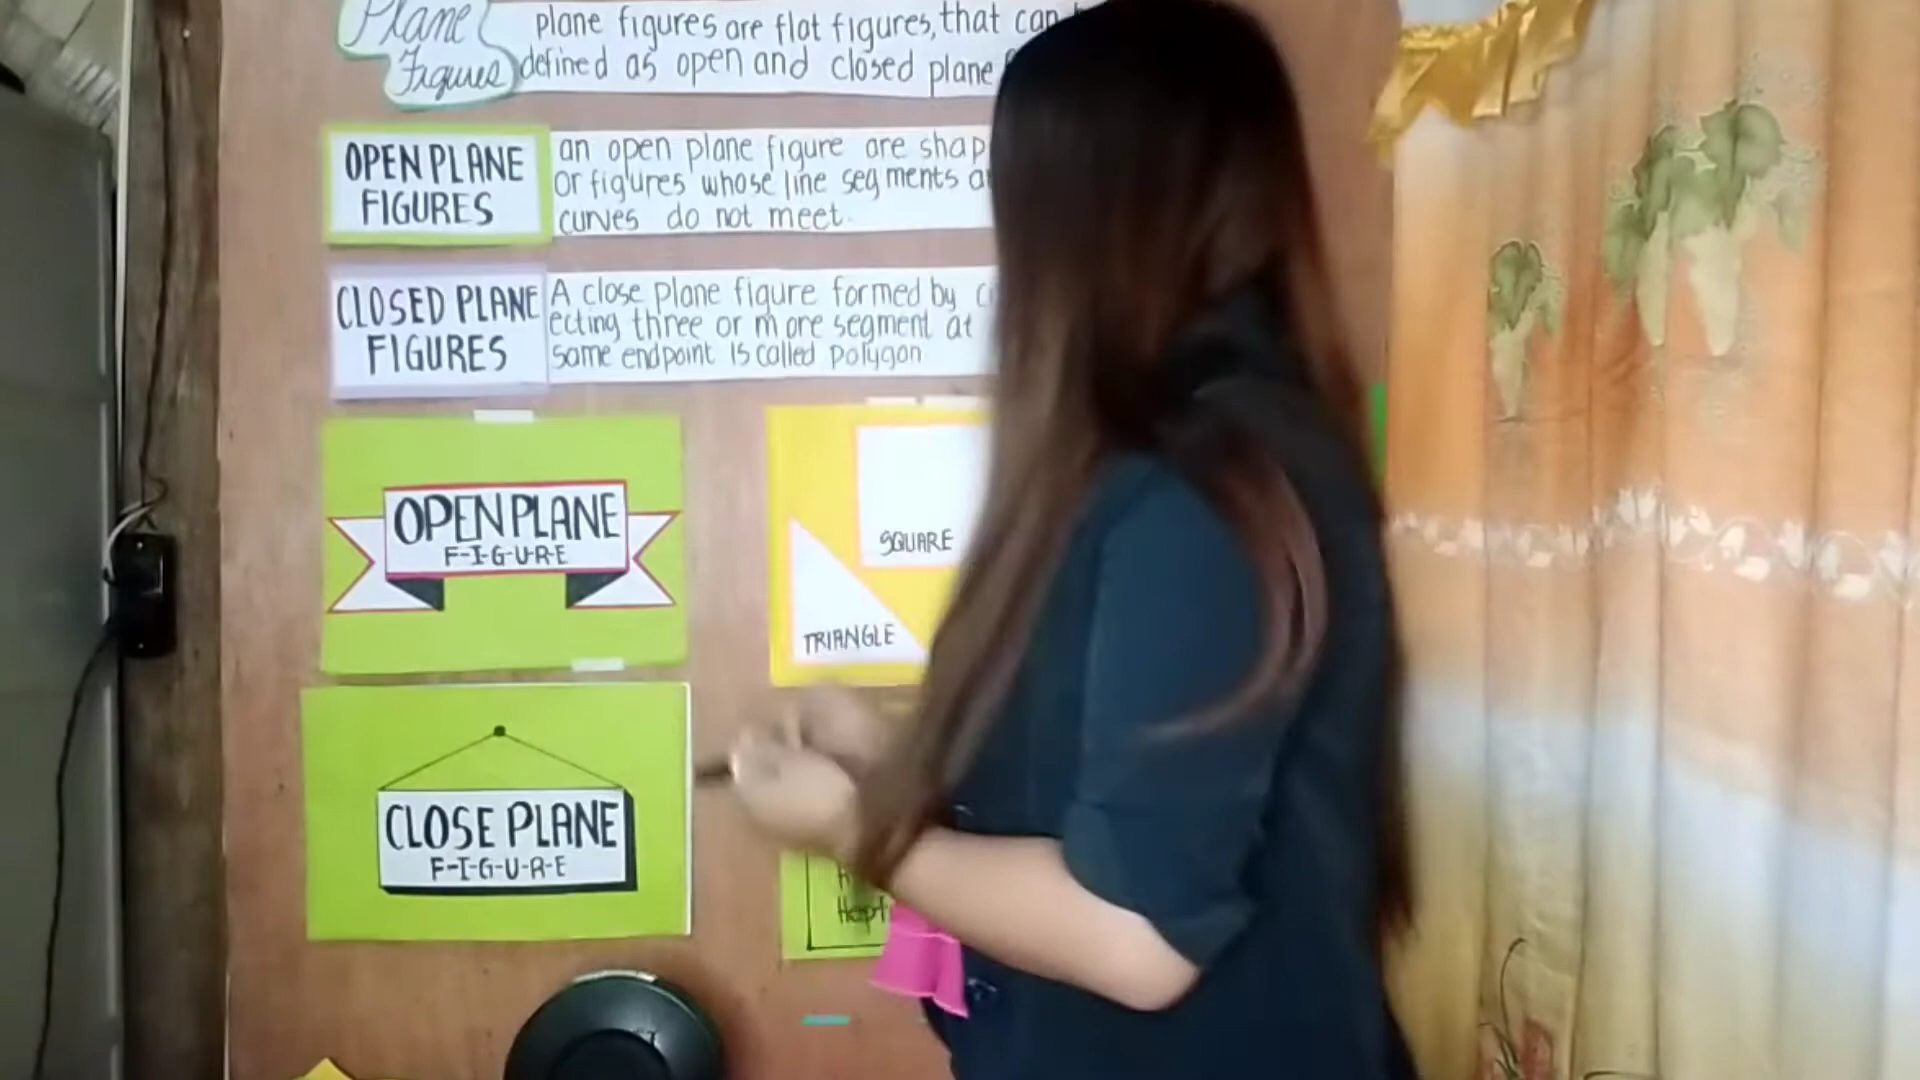 Plane
Figures
plane figures are flat figures, that can
defined as open and closed plane
OPEN PLANE
FIGURES
an open plane figure are
or figures whose line segments
curves do not meet.
CLOSED PLANE
FIGURES
A close plane figure formed by
ecting three or more segment at
same endpoint is called polygon
OPEN PLANE
F-I-G-U-R-E
SQUARE
TRIANGLE
CLOSE PLANE
F-I-G-U-R-E